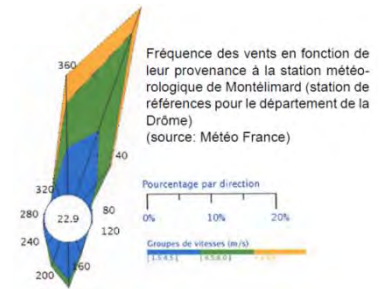 Fréquence des vents en fonction de
leur provenance à la station météo-
rologique de Montélimard (station de
références pour le département de la
Drôme)
(source: Météo France)
360
40
320
280
22.9
80
240
120
200
160
Pourcentage par direction
0%
10%
20%
Groupes de vitesses (m/s)